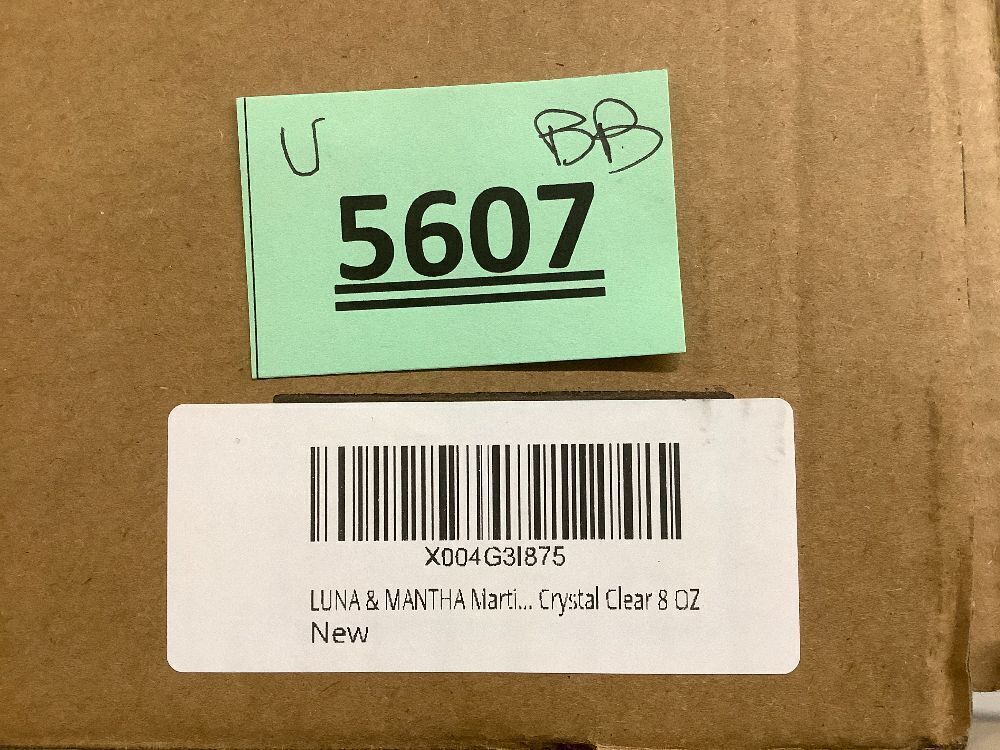 U BB
5607
X004G3I875
LUNA & MANTHA Marti... Crystal Clear 8 OZ
New